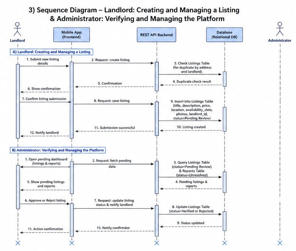 3) Sequence Diagram – Landlord: Creating and Managing a Listing
& Administrator: Verifying and Managing the Platform
Landlord
Mobile App
(Frontend)
REST API Backend
Database
(Relational DB)
Administrator
A) Landlord: Creating and Managing a Listing
1. Submit new listing
details
2. Request: create listing
3. Check Listings Table
(for duplicate by address
and landlord)
4. Duplicate check result
5. Confirmation
6. Show confirmation
7. Confirm listing submission
8. Request: save listing
9. Insert into Listings Table
(title, description, price,
location, availability_date,
photos, landlord_id,
status=Pending Review)
10. Listing created
11. Submission successful
12. Notify landlord
B) Administrator: Verifying and Managing the Platform
1. Open pending dashboard
(listings & reports)
2. Request: fetch pending
data
3. Query Listings Table
(status=Pending Review)
& Reports Table
4. Pending listings &
reports
5. Show pending listings
and reports
6. Approve or Reject listing
7. Request: update listing
status & notify landlord
8. Update Listings Table
(status=Verified or Rejected)
9. Status updated
11. Action confirmation